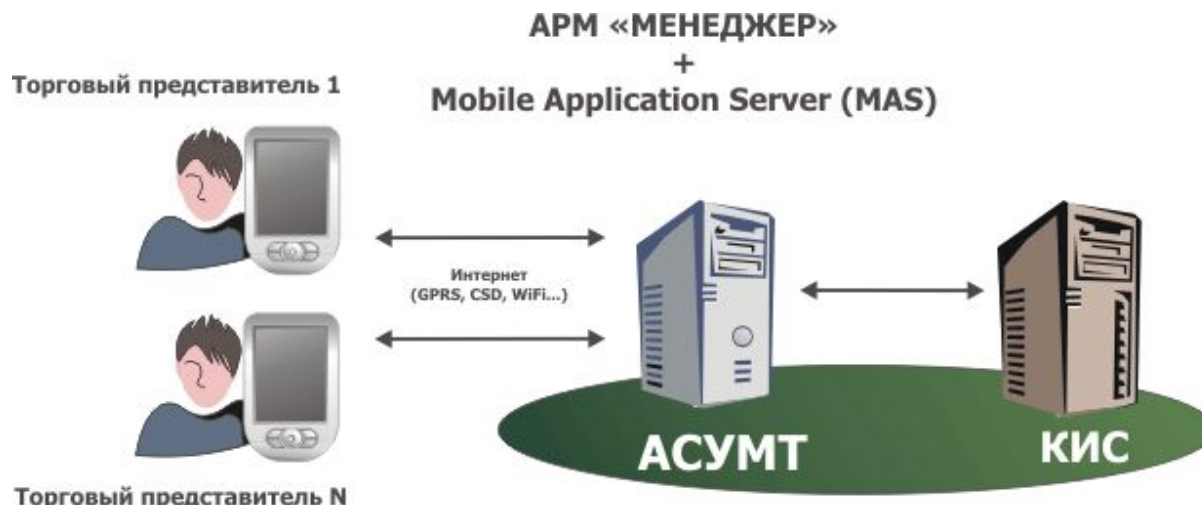 АРМ «МЕНЕДЖЕР»
+
Mobile Application Server (MAS)
Торговый представитель 1
Интернет
(GPRS, CSD, WiFi...)
АСУМТ
КИС
Торговый представитель N